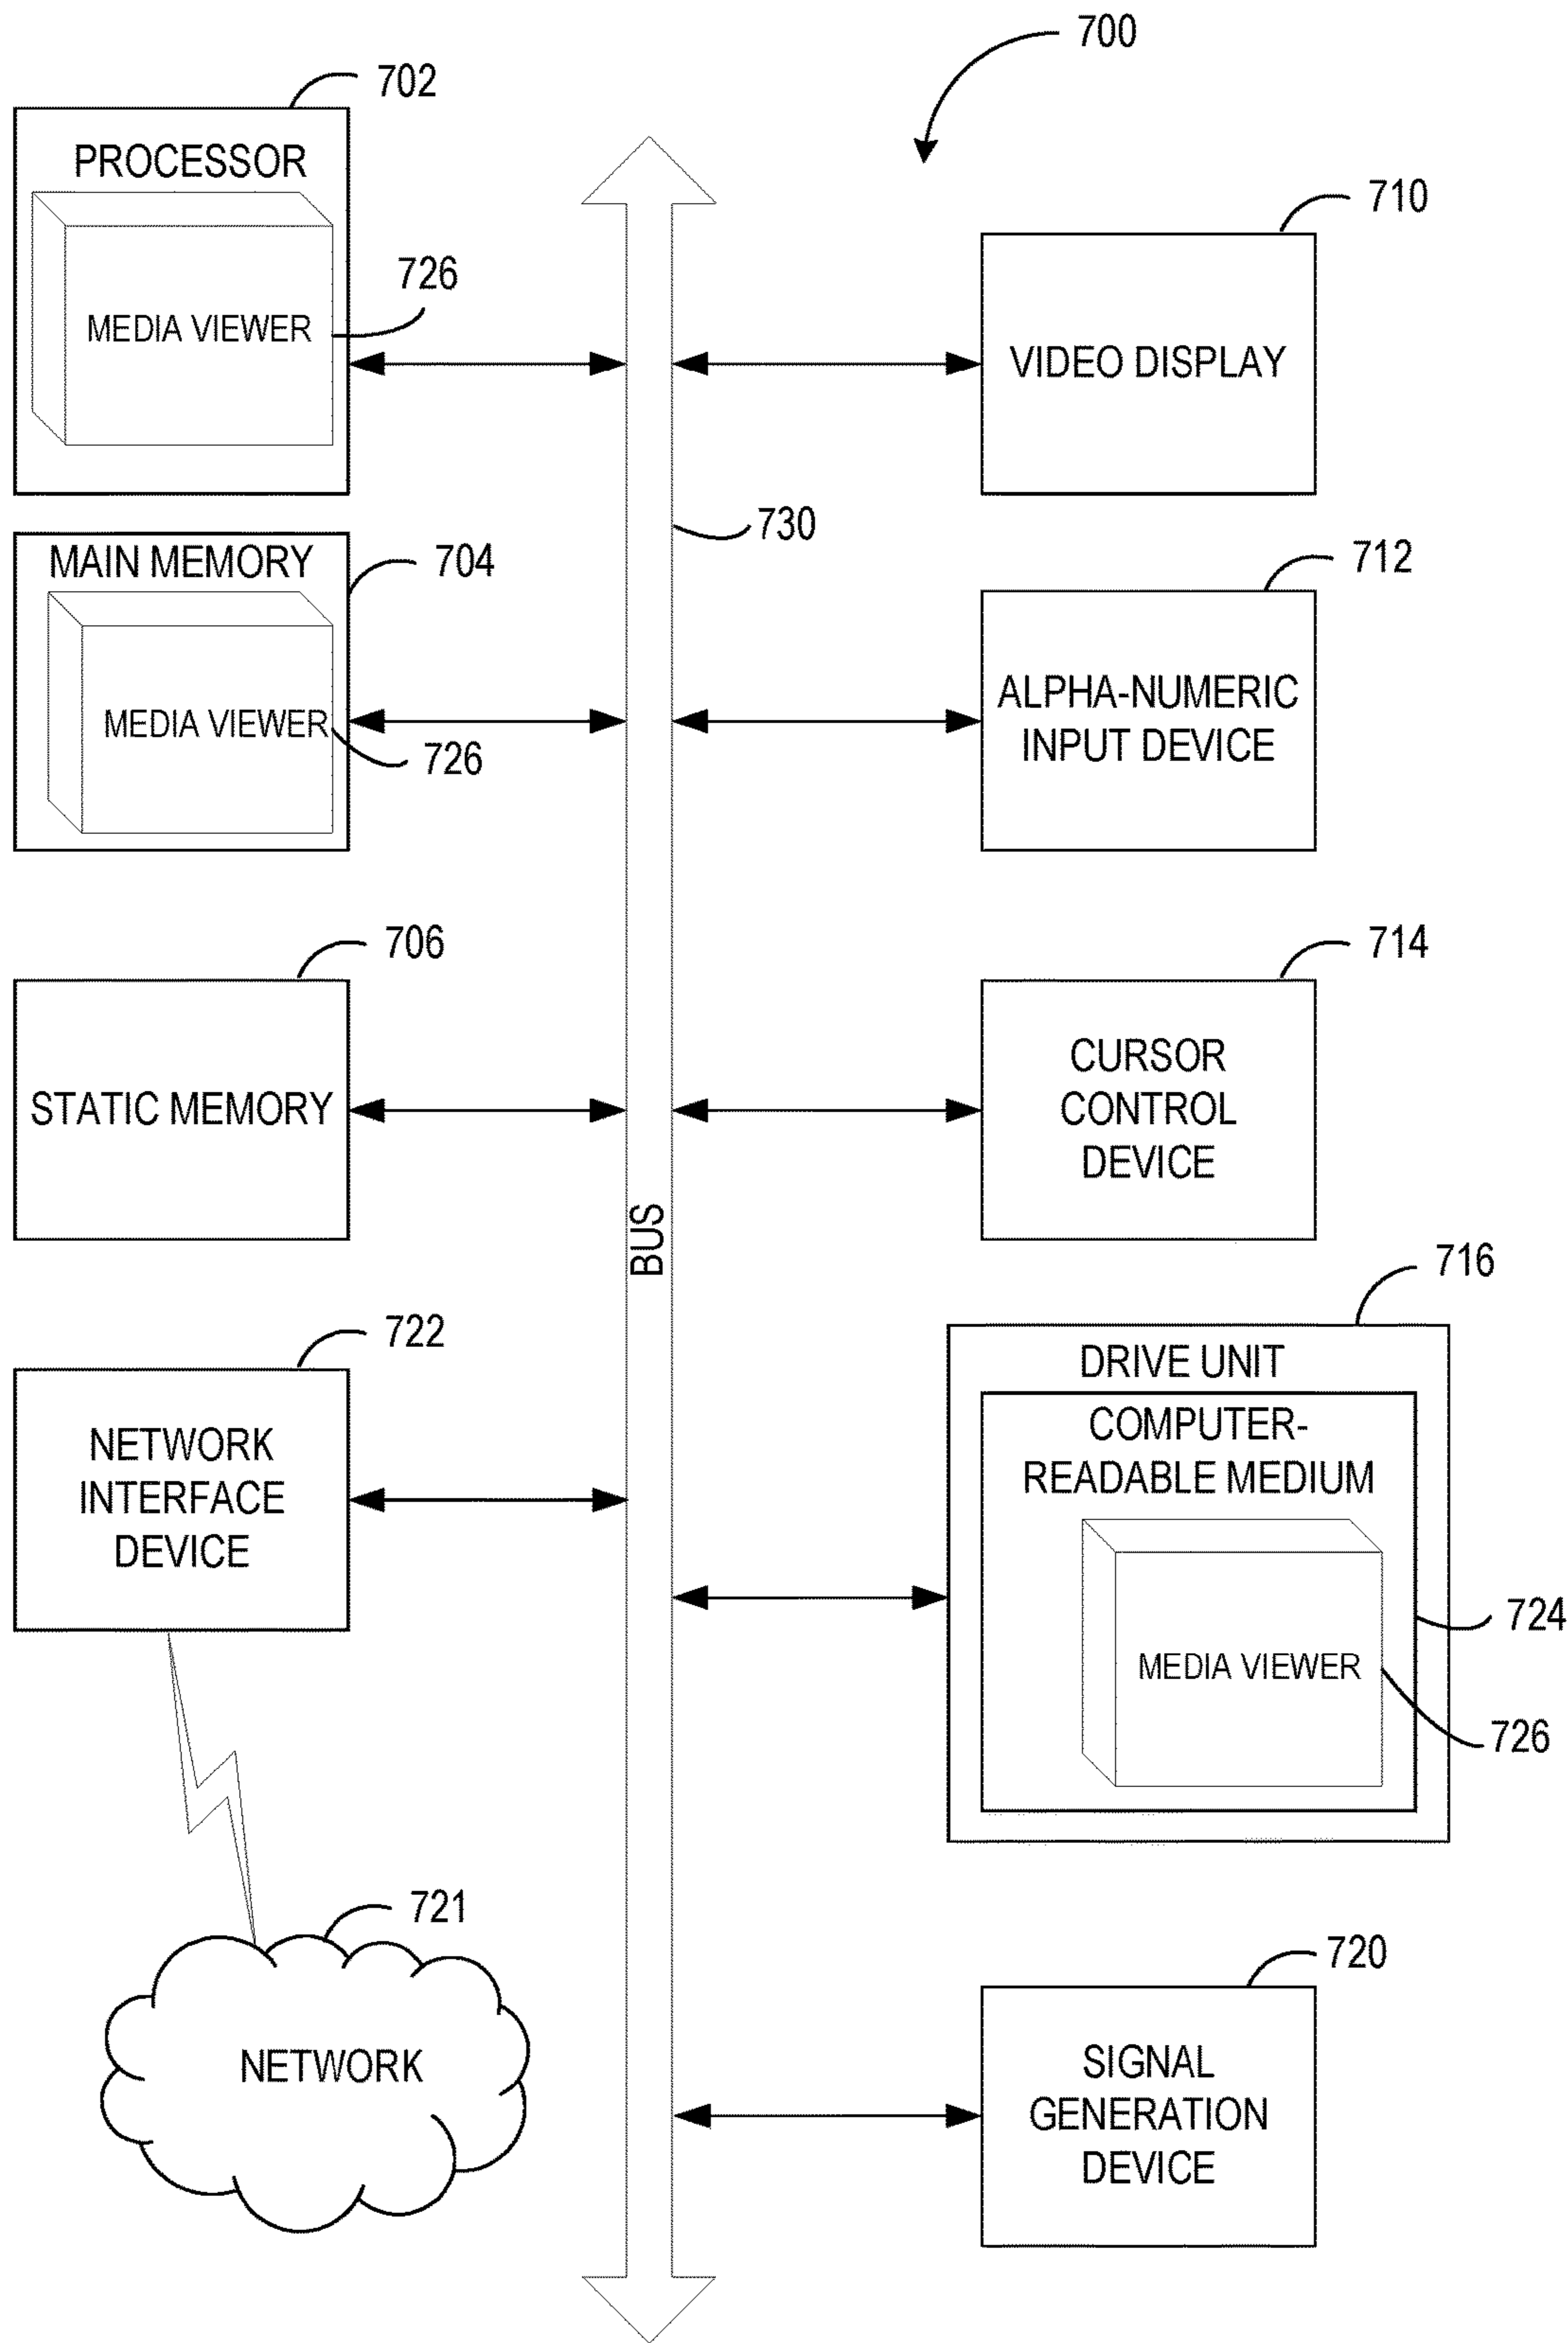 700
702
PROCESSOR
726
MEDIA VIEWER
710
VIDEO DISPLAY
730
MAIN MEMORY
704
MEDIA VIEWER
726
712
ALPHA-NUMERIC
INPUT DEVICE
706
STATIC MEMORY
714
CURSOR
CONTROL
DEVICE
BUS
722
NETWORK
INTERFACE
DEVICE
716
DRIVE UNIT
COMPUTER-
READABLE MEDIUM
724
MEDIA VIEWER
726
721
NETWORK
720
SIGNAL
GENERATION
DEVICE